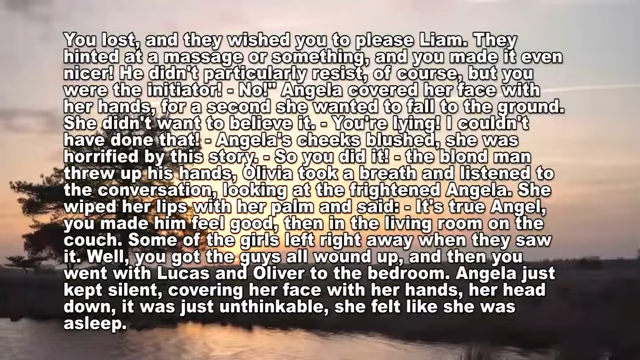 You lost, and they wished you to please Liam. They
hinted at a massage or something, and you made it even
nicer! He didn't particularly resist, of course, but you
were the initiator! - No!" Angela covered her face with
her hands, for a second she wanted to fall to the ground.
She didn't want to believe it. - You're lying! I couldn't
have done that! - Angela's cheeks blushed, she was
horrified by this story. - So you did it! - the blond man
threw up his hands, Olivia took a breath and listened to
the conversation, looking at the frightened Angela. She
wiped her lips with her palm and said: - It's true Angel,
you made him feel good, then in the living room on the
couch. Some of the girls left right away when they saw
it. Well, you got the guys all wound up, and then you
went with Lucas and Oliver to the bedroom. Angela just
kept silent, covering her face with her hands, her head
down, it was just unthinkable, she felt like she was
asleep.